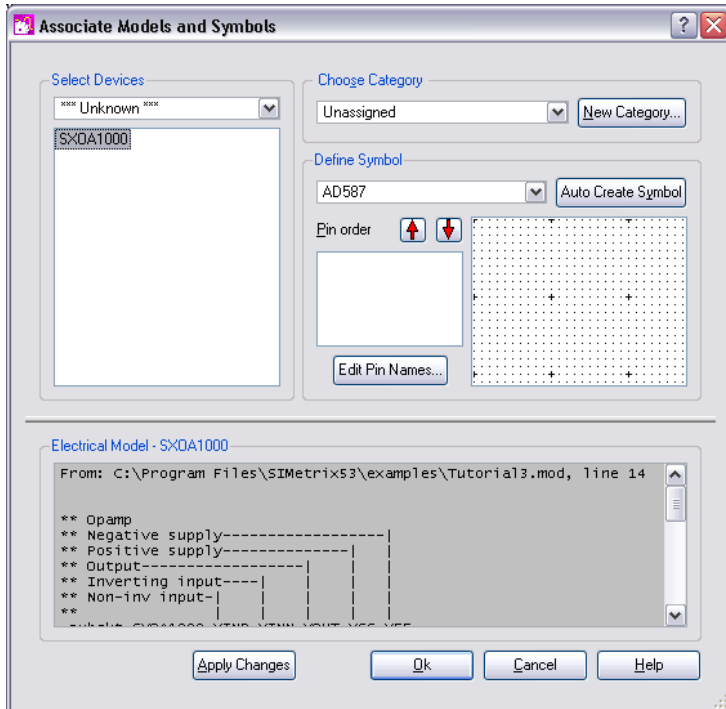 Associate Models and Symbols
Select Devices
*** Unknown ***
SXOA1000
Choose Category
Unassigned
New Category...
Define Symbol
AD587
Auto Create Symbol
Pin order
Edit Pin Names...
Electrical Model - SXOA1000
From: C:\Program Files\SIMetrix53\examples\Tutorial3.mod, line 14
** Opamp
** Negative supply-------------------|
** Positive supply---------------|   |
** Output--------------------|   |   |
** Inverting input----|      |   |   |
** Non-inv input-|    |      |   |   |
**               |    |      |   |   |
Apply Changes
Ok
Cancel
Help